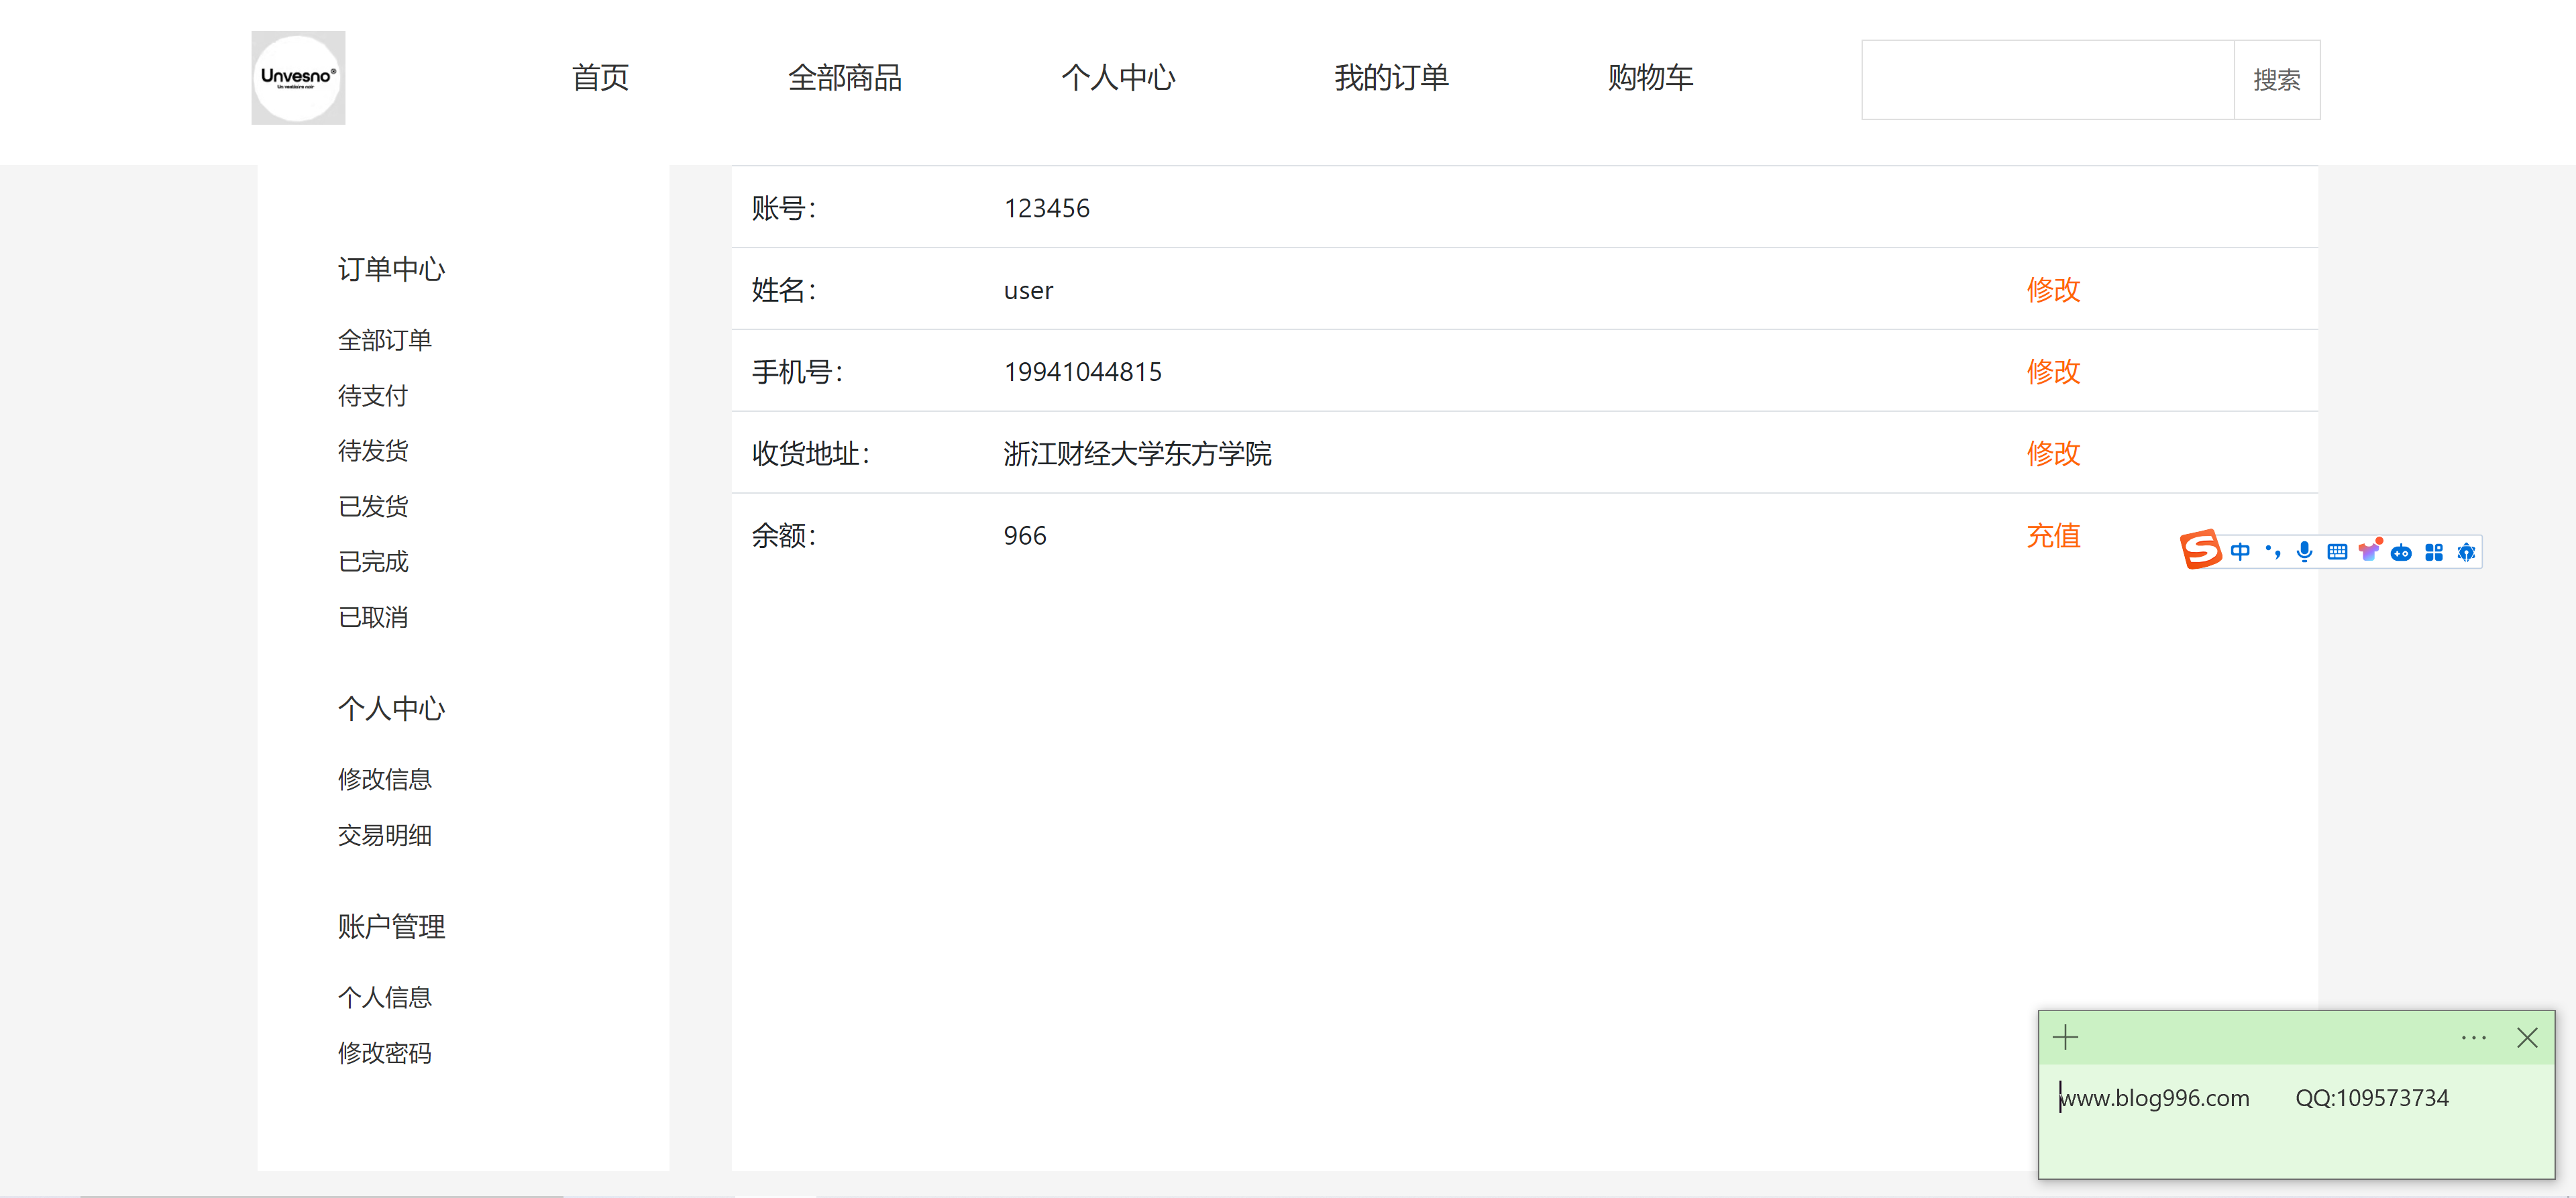 Unvesno®
Un vestiaire noir
首页 全部商品 个人中心 我的订单 购物车 搜索
订单中心
全部订单
待支付
待发货
已发货
已完成
已取消
个人中心
修改信息
交易明细
账户管理
个人信息
修改密码
账号： 123456
姓名： user 修改
手机号： 19941044815 修改
收货地址： 浙江财经大学东方学院 修改
余额： 966 充值
中
www.blog996.com QQ:109573734